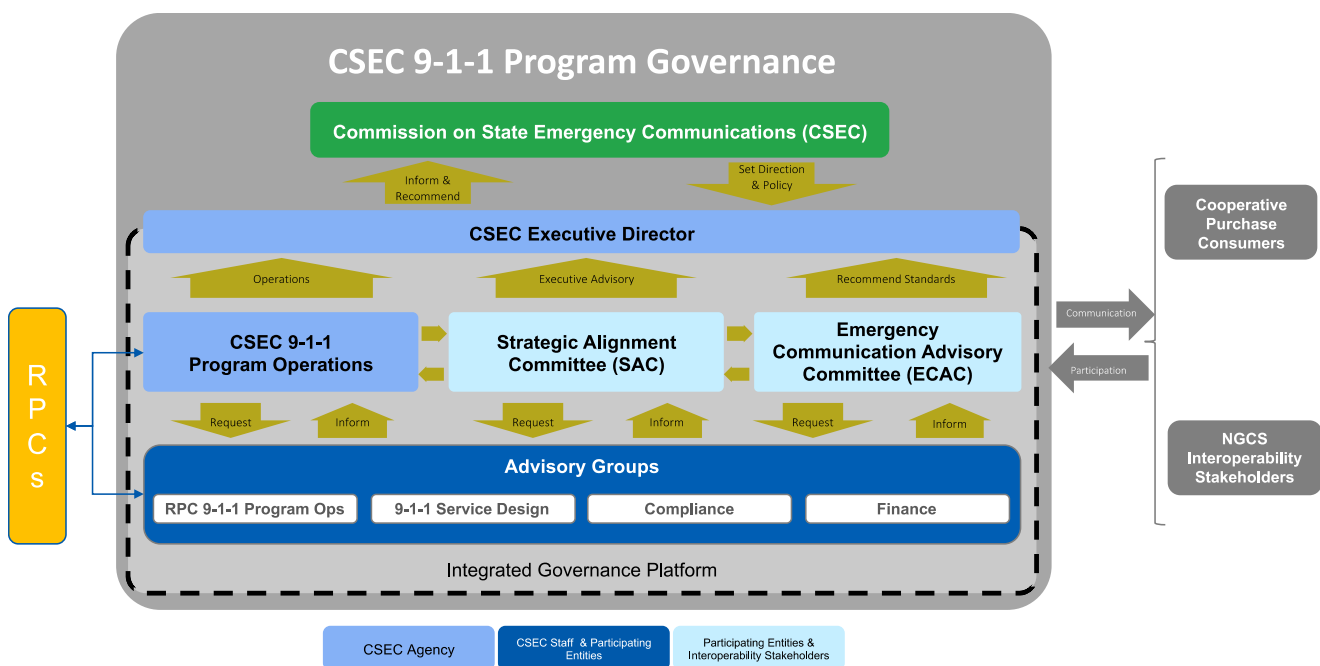 CSEC 9-1-1 Program Governance
Commission on State Emergency Communications (CSEC)
Inform &
Recommend
Set Direction
& Policy
CSEC Executive Director
Operations
Executive Advisory
Recommend Standards
CSEC 9-1-1
Program Operations
Strategic Alignment
Committee (SAC)
Emergency
Communication Advisory
Committee (ECAC)
Request
Inform
Request
Inform
Request
Inform
Advisory Groups
RPC 9-1-1 Program Ops
9-1-1 Service Design
Compliance
Finance
Integrated Governance Platform
R
P
C
s
Communication
Participation
Cooperative
Purchase
Consumers
NGCS
Interoperability
Stakeholders
CSEC Agency
CSEC Staff & Participating
Entities
Participating Entities &
Interoperability Stakeholders